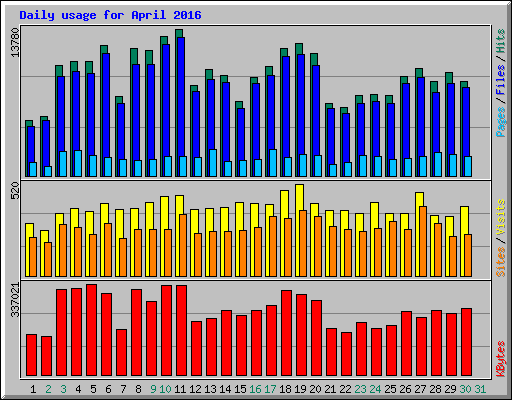 Daily usage for April 2016
13780
Pages/Files/Hits
520
Sites/Visits
337021
KBytes
1 2 3 4 5 6 7 8 9 10 11 12 13 14 15 16 17 18 19 20 21 22 23 24 25 26 27 28 29 30 31